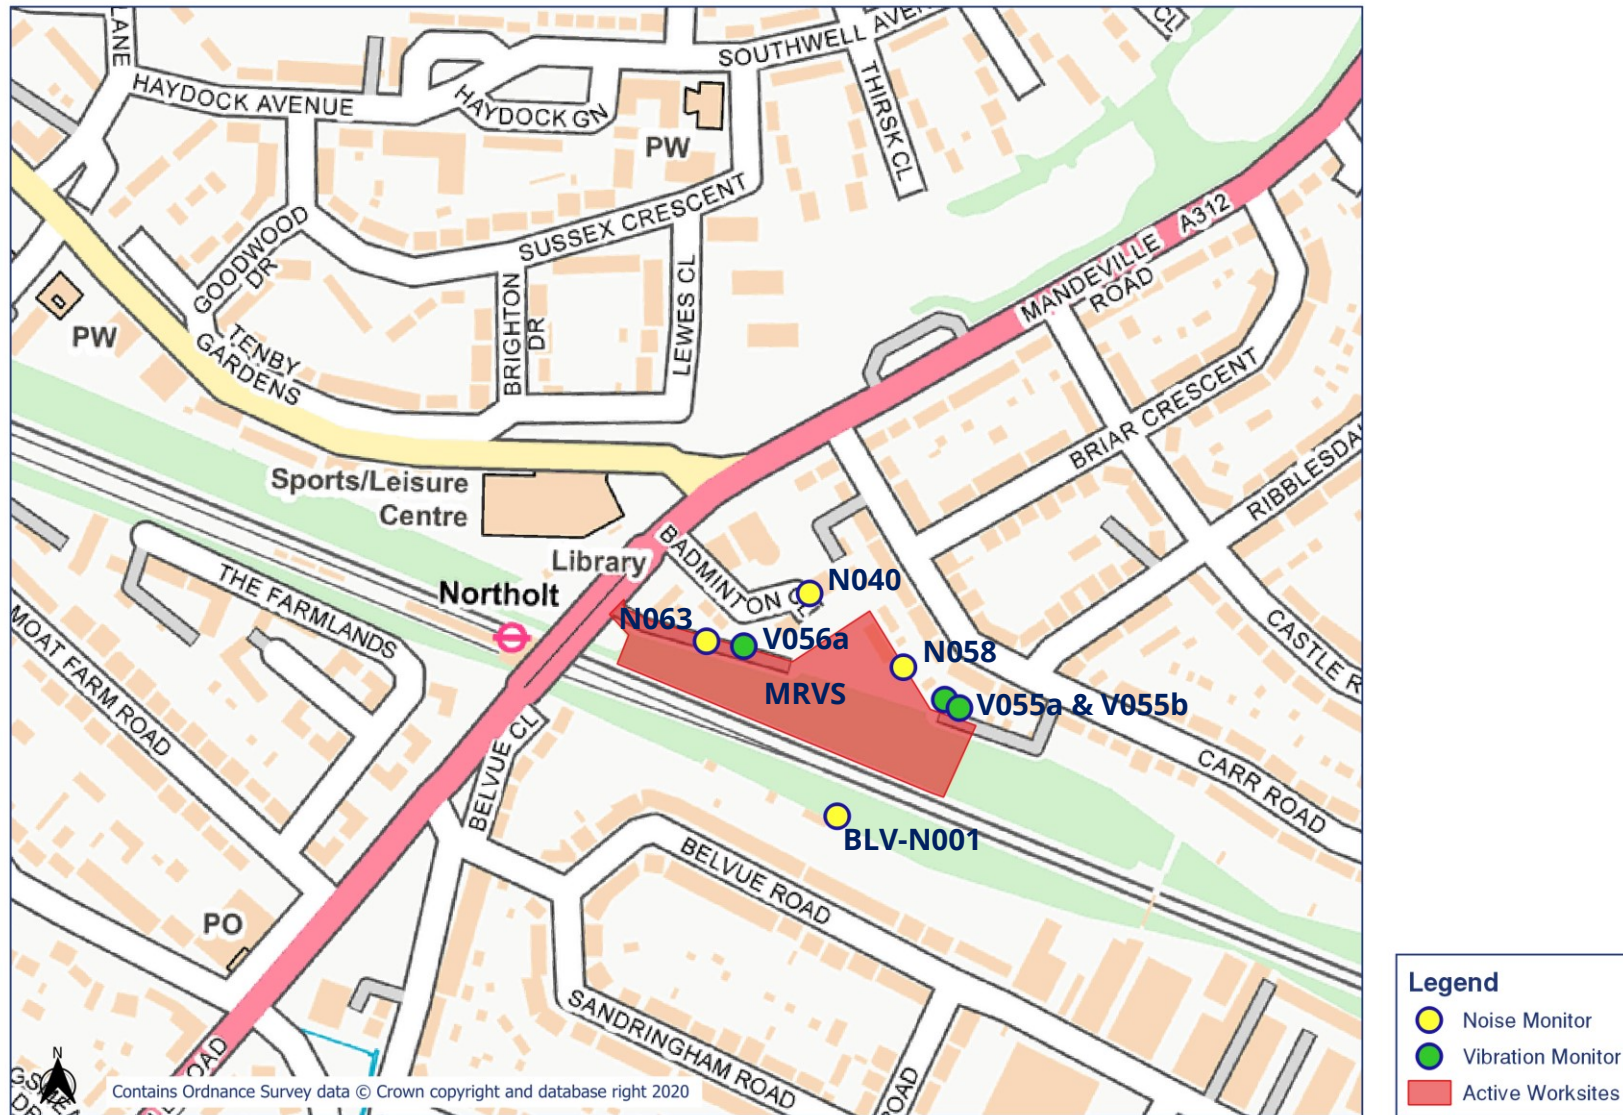 LANE
HAYDOCK AVENUE
HAYDOCK GN
SOUTHWELL AVEN
THIRSK CL
CL
PW
SUSSEX CRESCENT
GOODWOOD
DR
BRIGHTON
DR
LEWES CL
MANDEVILLE
ROAD
A312
PW
TENBY
GARDENS
BRIAR CRESCENT
RIBBLESDA
Sports/Leisure
Centre
Library
Northolt
BADMINTON CL
N040
N063
V056a
N058
MRVS
V055a & V055b
THE FARMLANDS
MOAT FARM ROAD
CASTLE R
CARR ROAD
BELVUE CL
BLV-N001
BELVUE ROAD
PO
SANDRINGHAM ROAD
ROAD
OAD
N
Contains Ordnance Survey data © Crown copyright and database right 2020
Legend
Noise Monitor
Vibration Monitor
Active Worksites